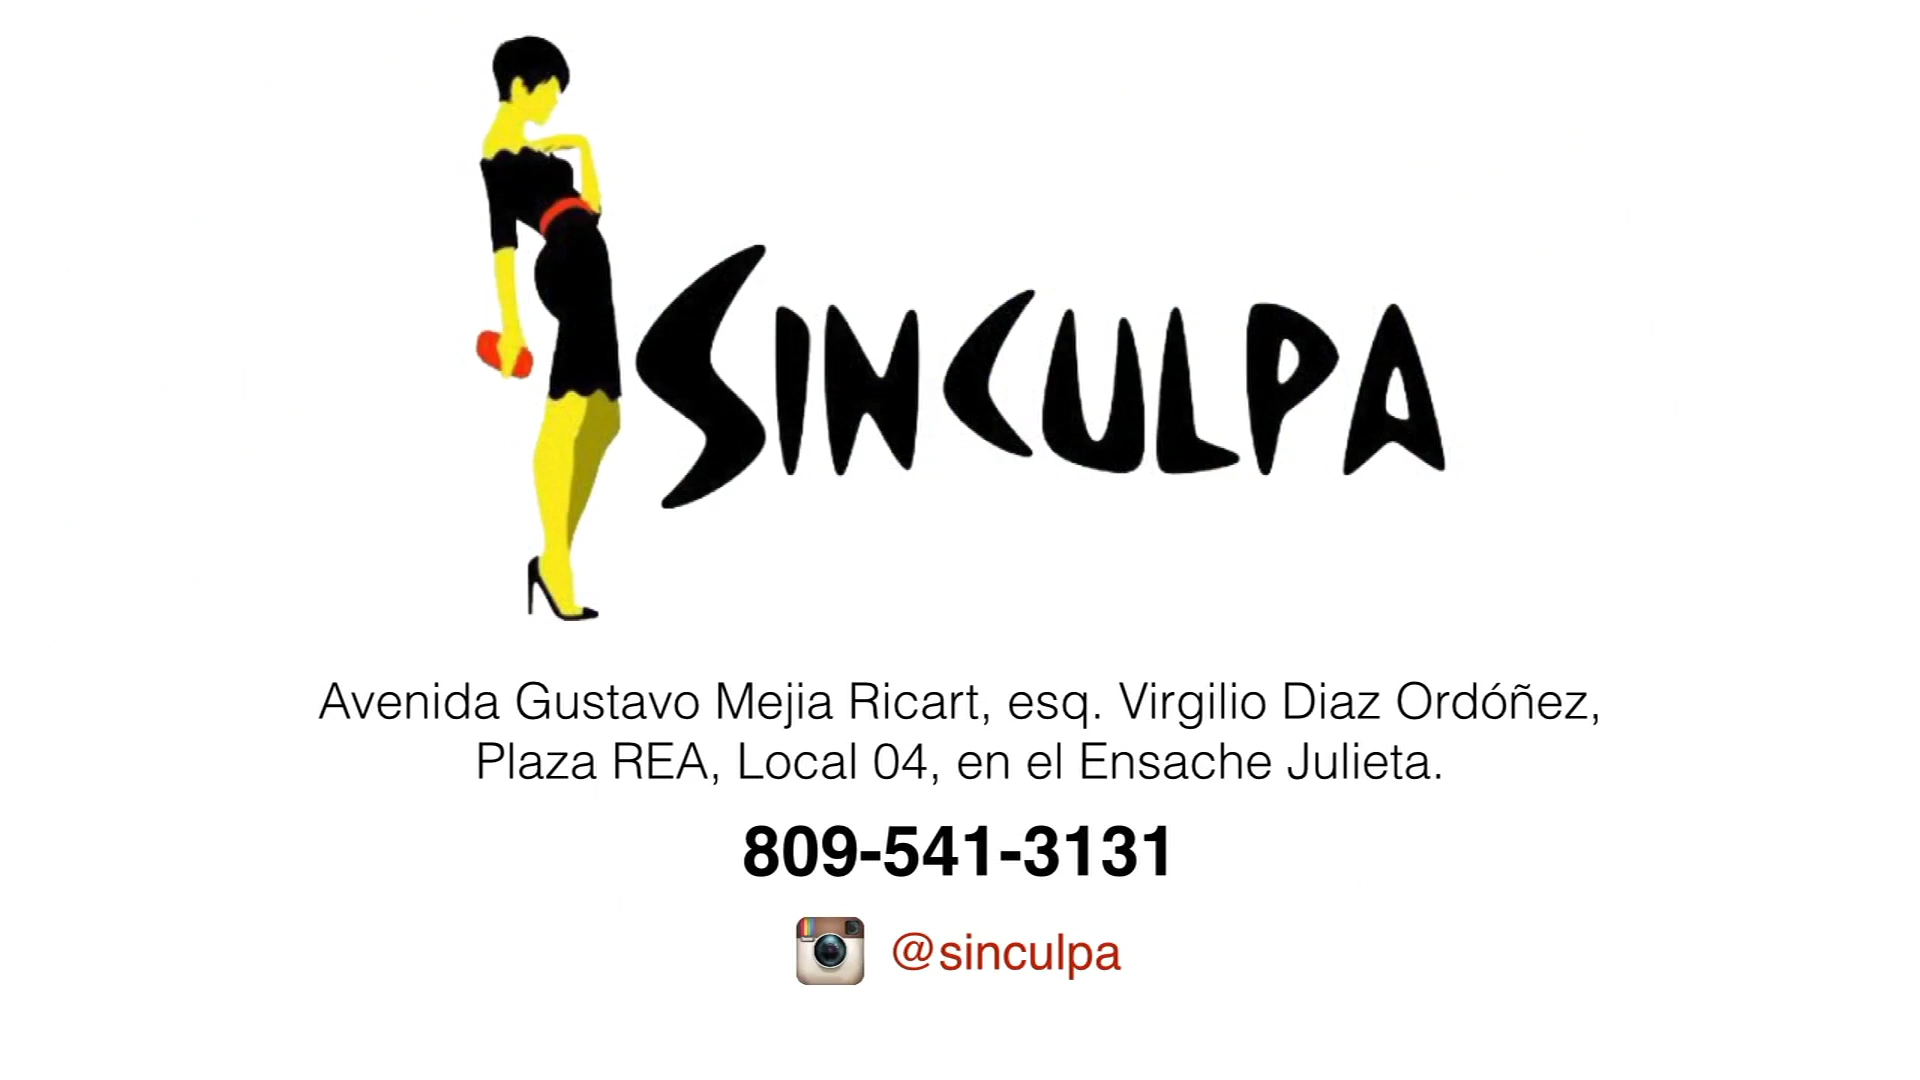 SINCULPA
Avenida Gustavo Mejia Ricart, esq. Virgilio Diaz Ordóñez,
Plaza REA, Local 04, en el Ensache Julieta.
809-541-3131
@sinculpa